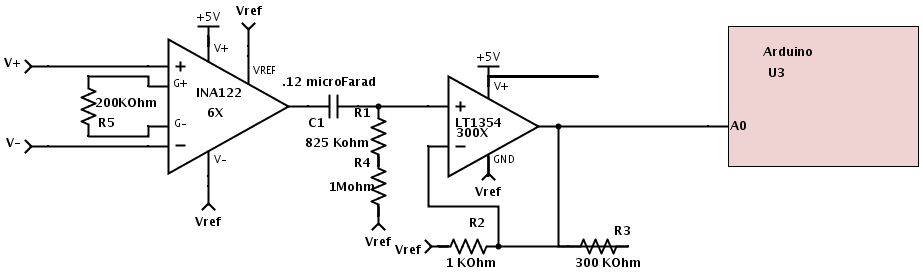 Vref
+5V
V+
V+
VREF
+
G+
200KOhm
R5
INA122
6X
G-
V-
-
V-
Vref
.12 microFarad
C1
R1
825 Kohm
R4
1Mohm
Vref
+5V
V+
+
LT1354
300X
-
GND
Vref
Vref
R2
1 KOhm
R3
300 KOhm
Arduino
U3
A0